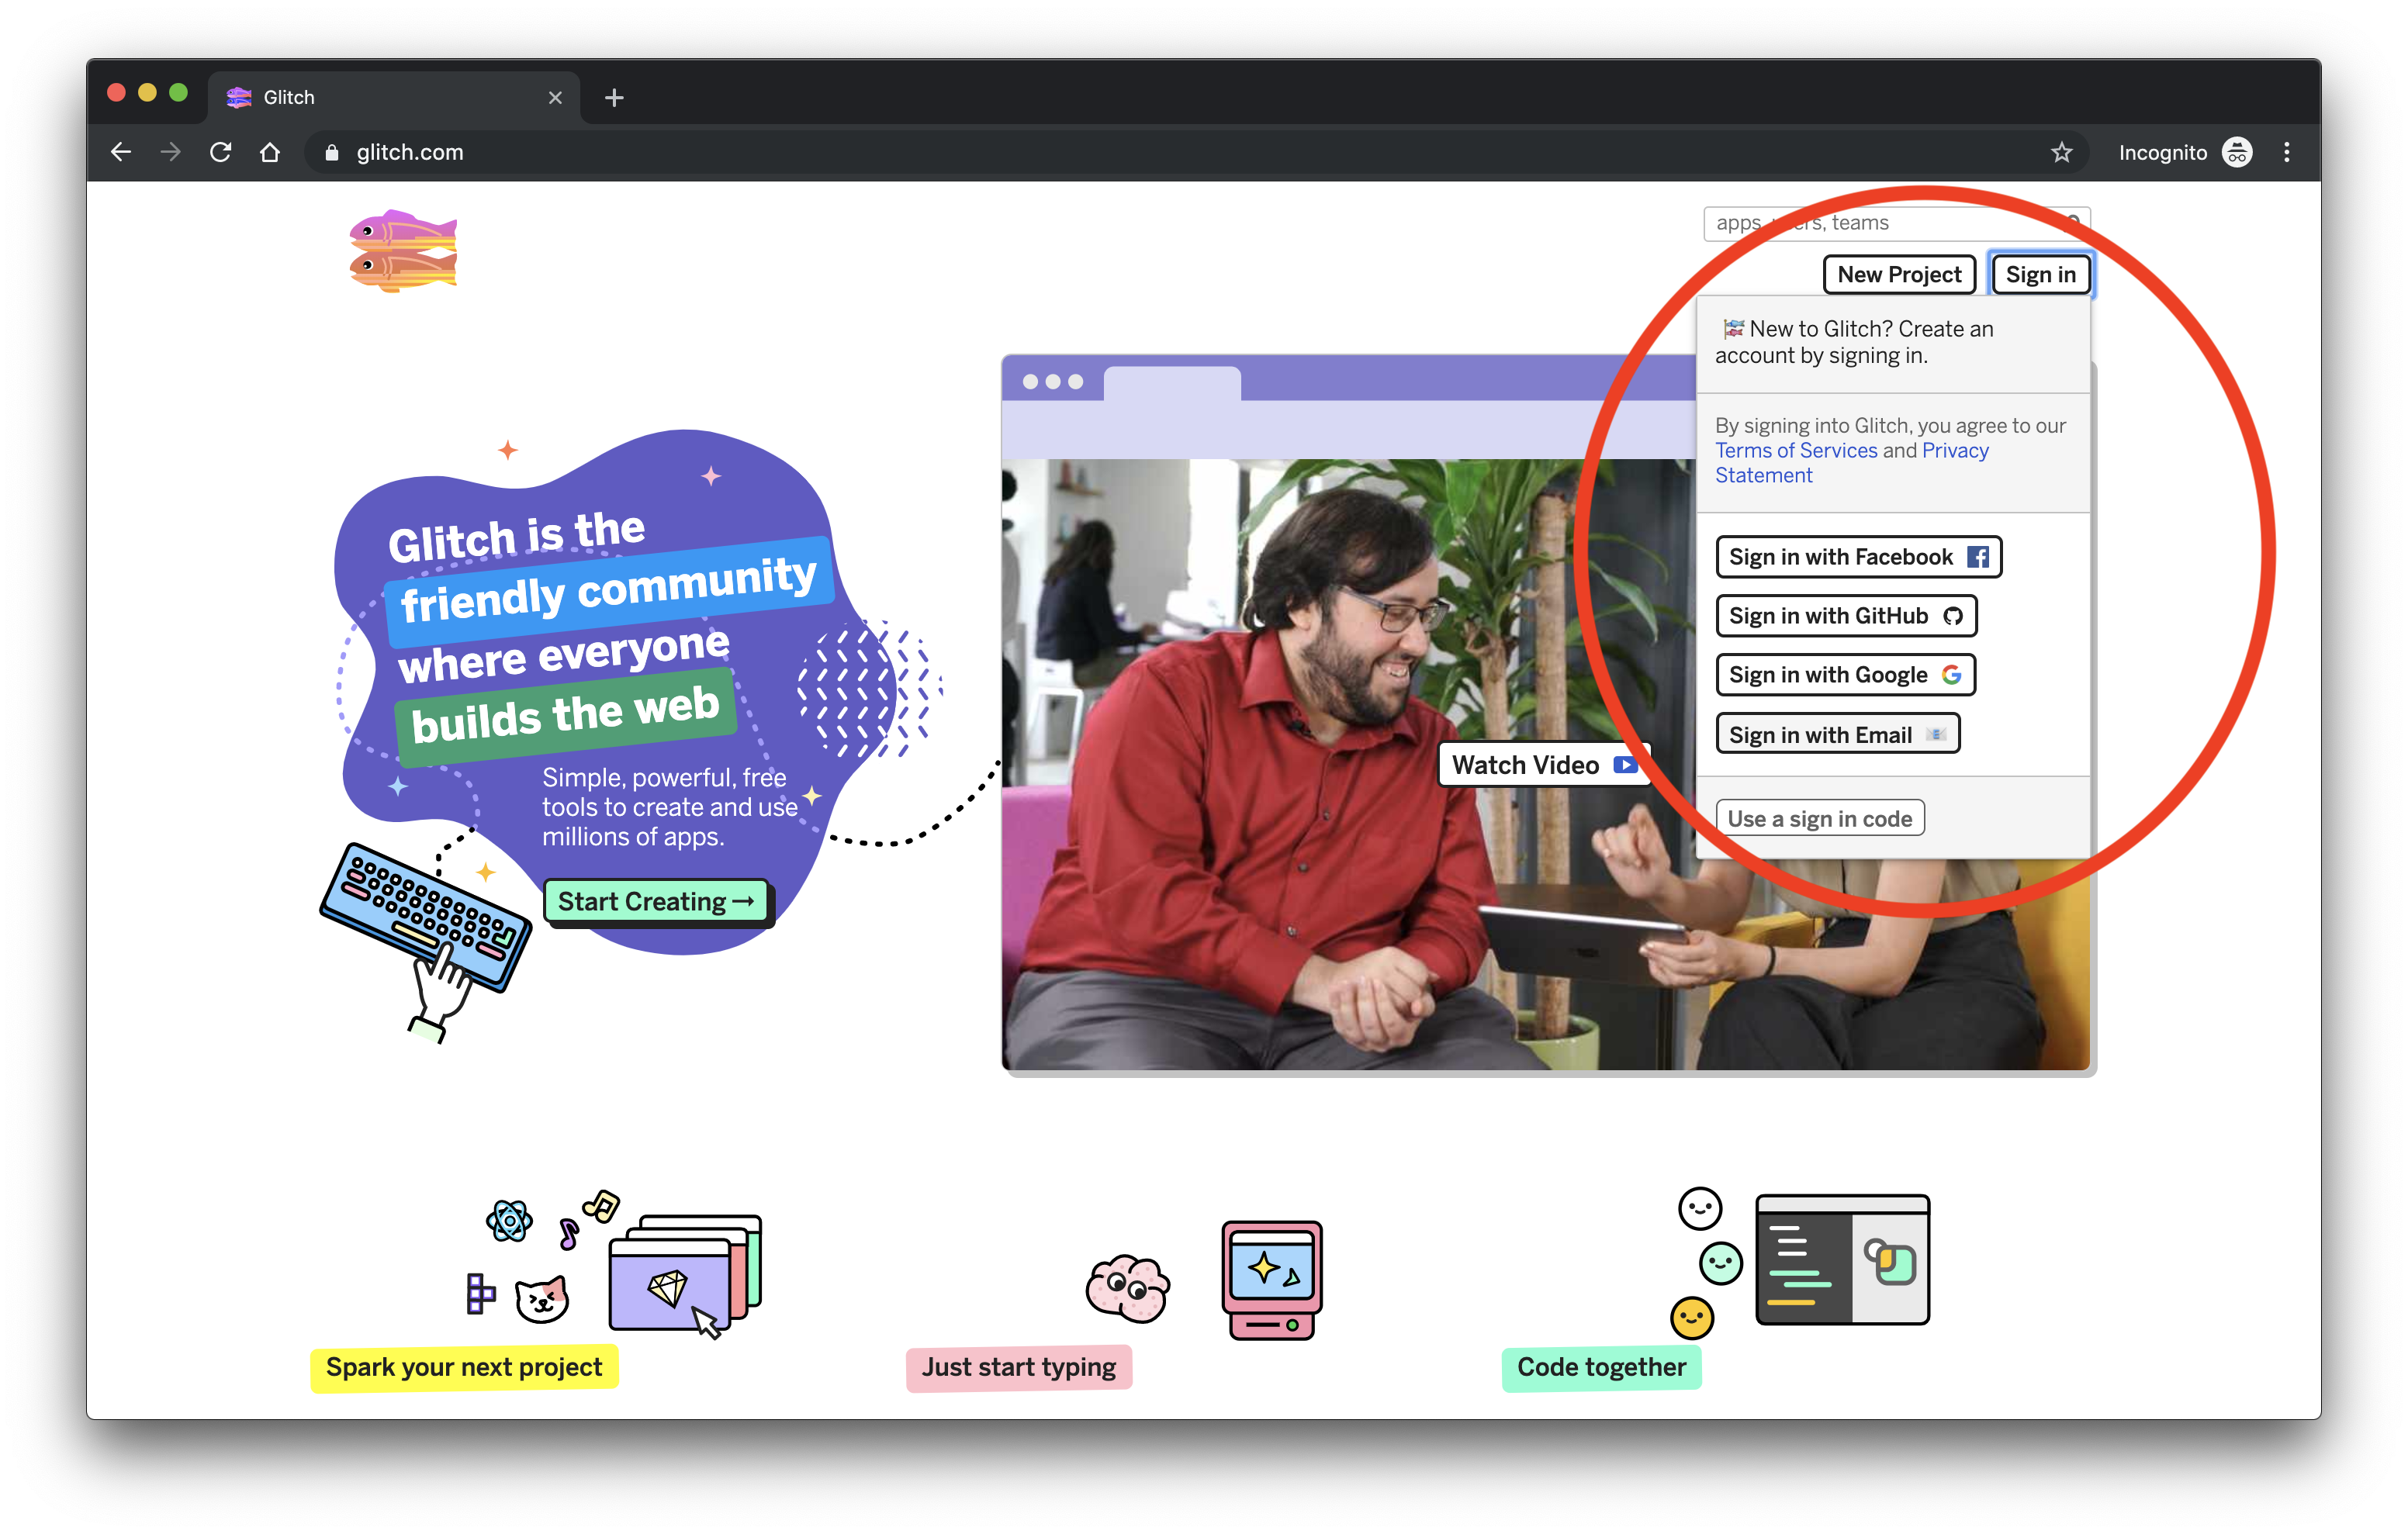 Glitch
glitch.com
Incognito
apps, users, teams
New Project
Sign in
New to Glitch? Create an
account by signing in.
By signing into Glitch, you agree to our
Terms of Services and Privacy
Statement
Sign in with Facebook
Sign in with GitHub
Sign in with Google
Sign in with Email
Use a sign in code
Glitch is the
friendly community
where everyone
builds the web
Simple, powerful, free
tools to create and use
millions of apps.
Start Creating →
Watch Video
Spark your next project
Just start typing
Code together